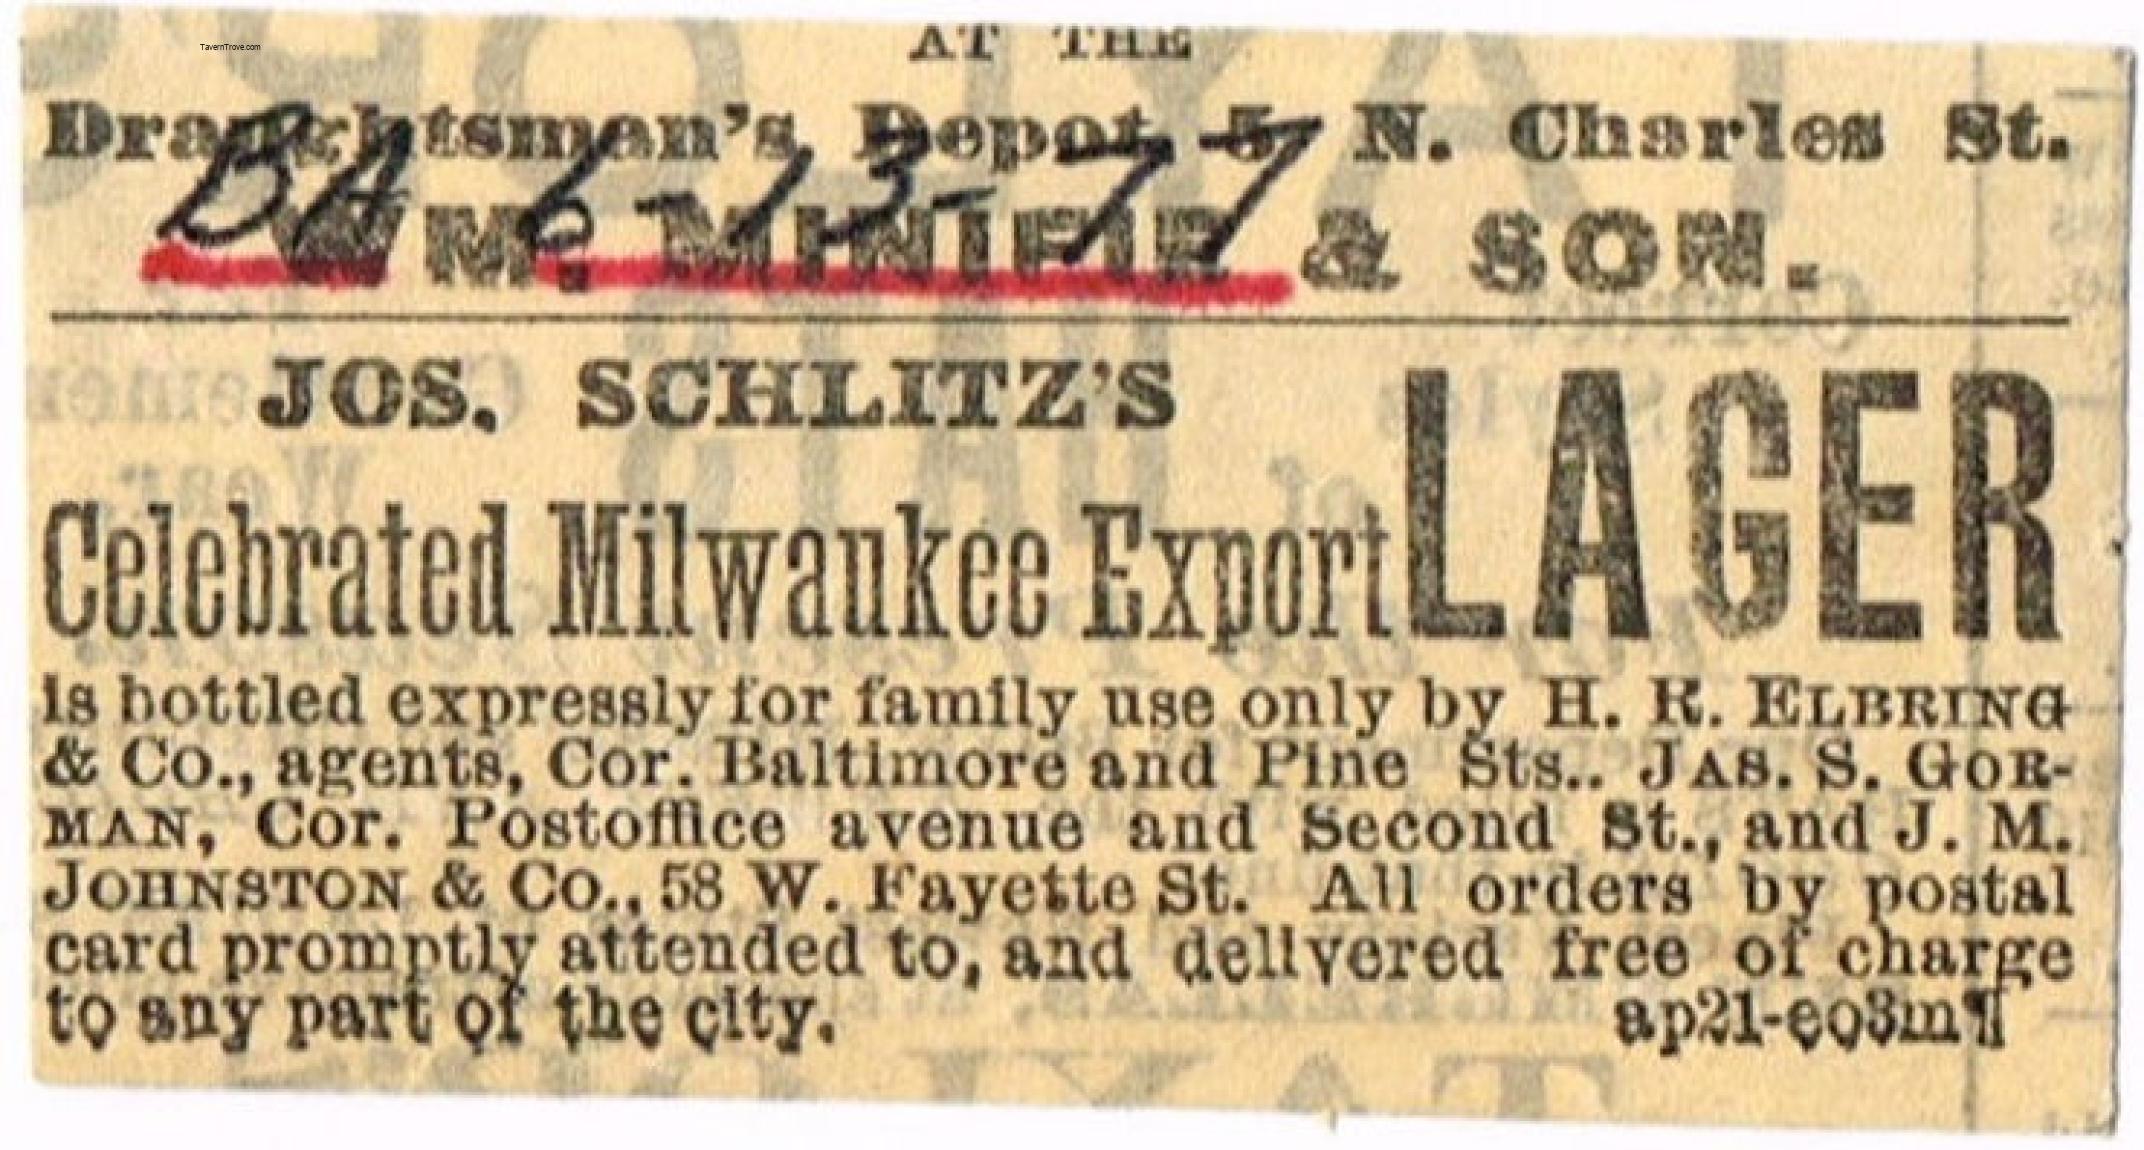 TavernTrove.com
AT THE
Draughtsman's Depot, 5 N. Charles St.
BA 6-13-77
WM. MINIFIE & SON.
JOS. SCHLITZ'S
Celebrated Milwaukee Export LAGER
is bottled expressly for family use only by H. R. ELBRING
& Co., agents, Cor. Baltimore and Pine Sts.. JAS. S. GOR-
MAN, Cor. Postoffice avenue and Second St., and J. M.
JOHNSTON & Co., 58 W. Fayette St. All orders by postal
card promptly attended to, and delivered free of charge
to any part of the city. ap21-eo3m¶